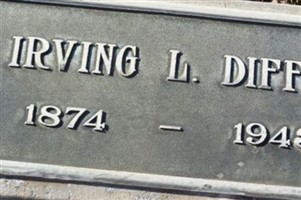 IRVING L. DIFF
1874 – 194